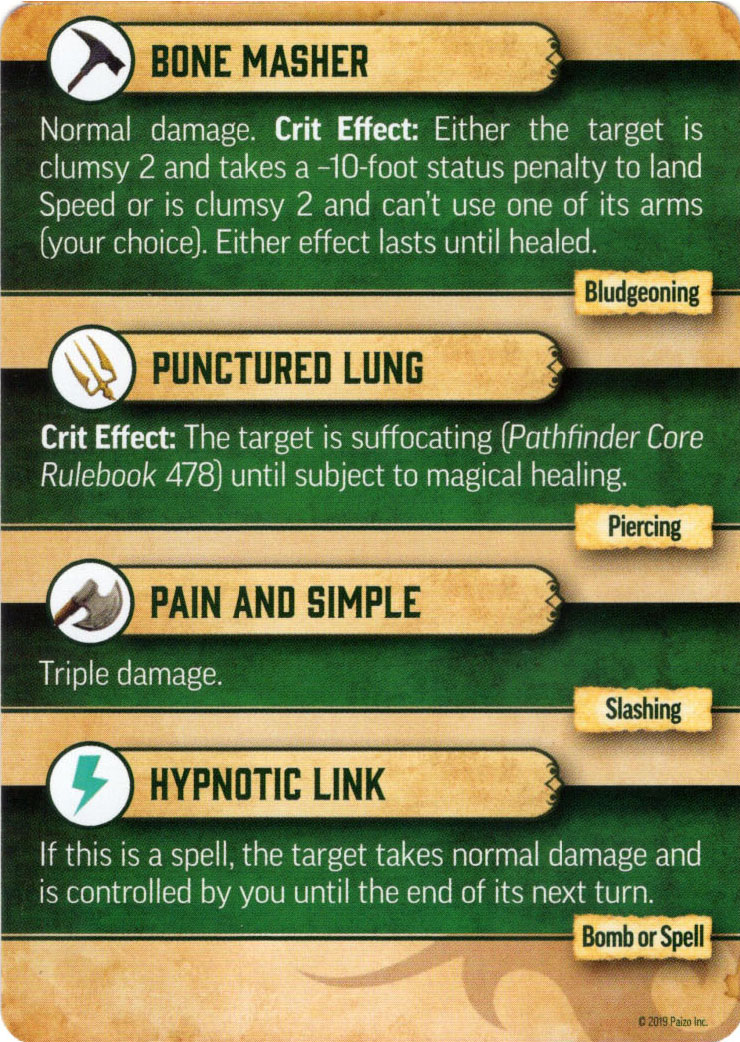 BONE MASHER
Normal damage. Crit Effect: Either the target is
clumsy 2 and takes a –10-foot status penalty to land
Speed or is clumsy 2 and can't use one of its arms
(your choice). Either effect lasts until healed.
Bludgeoning
PUNCTURED LUNG
Crit Effect: The target is suffocating (Pathfinder Core
Rulebook 478) until subject to magical healing.
Piercing
PAIN AND SIMPLE
Triple damage.
Slashing
HYPNOTIC LINK
If this is a spell, the target takes normal damage and
is controlled by you until the end of its next turn.
Bomb or Spell
© 2019 Paizo Inc.